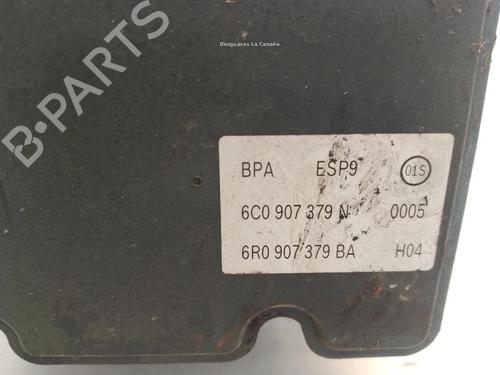 Desguaces La Cabaña
B-PARTS
BPA ESP9 01S
6C0 907 379 N 0005
6R0 907 379 BA H04